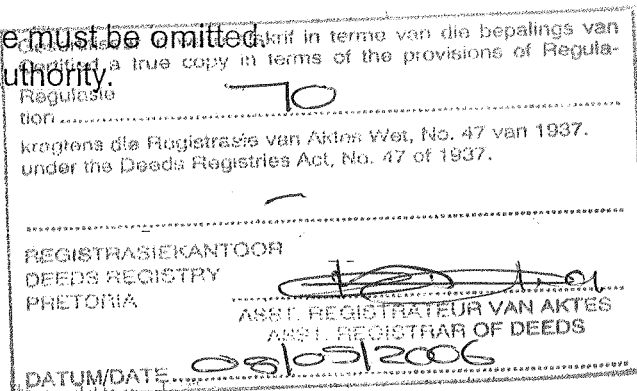 e must be omitted.
skrif in terme van die bepalings van
Certified a true copy in terms of the provisions of Regula-
uthority.
Regulasie
tion 70
kragtens die Registrasie van Aktes Wet, No. 47 van 1937.
under the Deeds Registries Act, No. 47 of 1937.
REGISTRASIEKANTOOR
DEEDS REGISTRY
PRETORIA
ASST. REGISTRATEUR VAN AKTES
ASST. REGISTRAR OF DEEDS
DATUM/DATE 08/05/2006